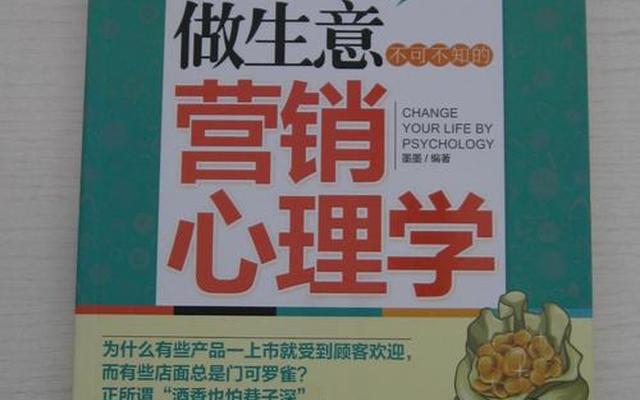 做生意 不可不知的
营销
心理学
CHANGE
YOUR LIFE BY
PSYCHOLOGY
墨墨 / 编著
为什么有些产品一上市就受到顾客欢迎，
而有些店面总是门可罗雀？
正所谓“酒香也怕巷子深”